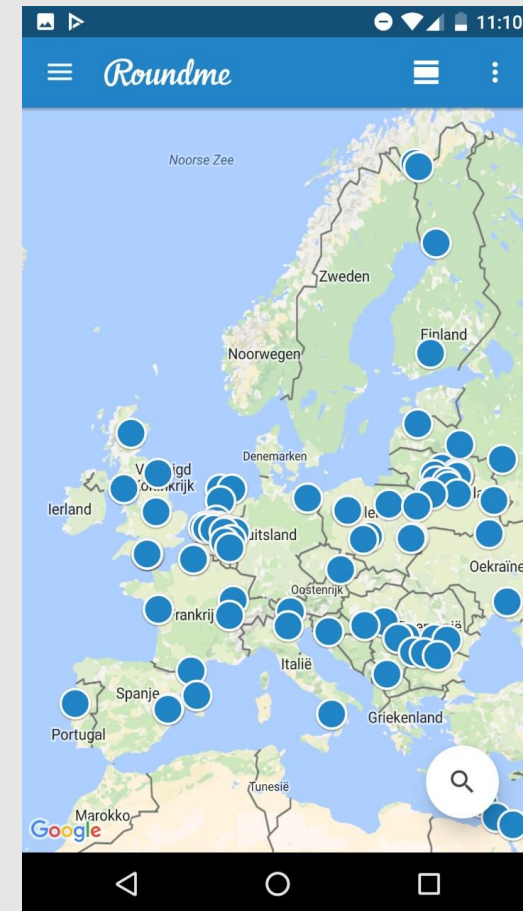 11:10
Roundme
Noorse Zee
Zweden
Finland
Noorwegen
Denemarken
Ierland
Oekraïne
Oostenrijk
Italië
Spanje
Griekenland
Portugal
Tunesië
Marokko
Google